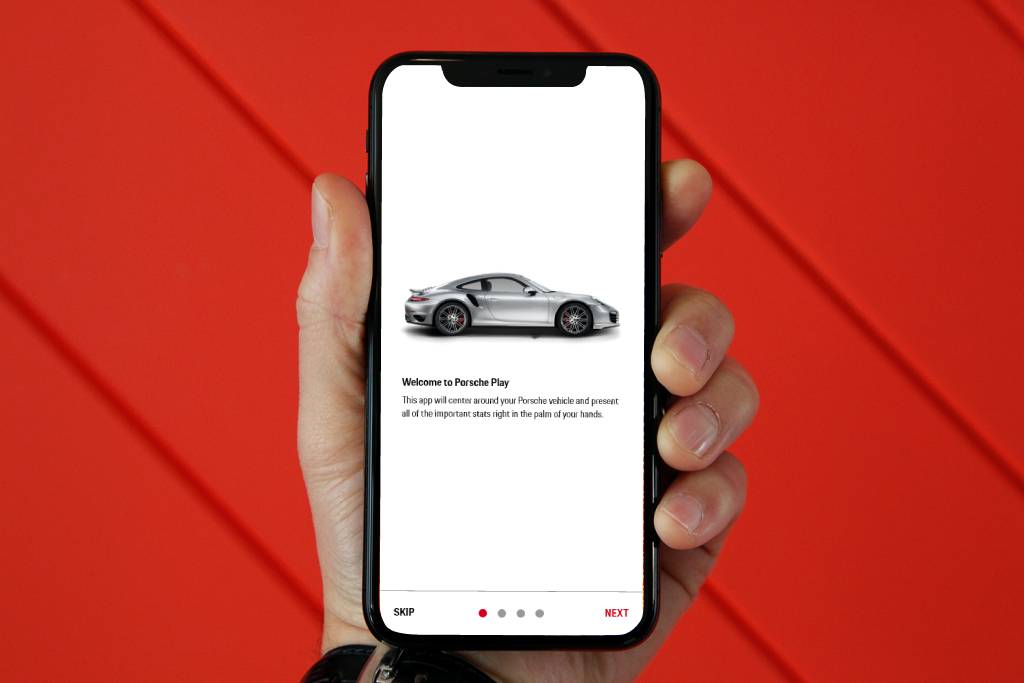 Welcome to Porsche Play
This app will center around your Porsche vehicle and present
all of the important stats right in the palm of your hands.
SKIP
NEXT